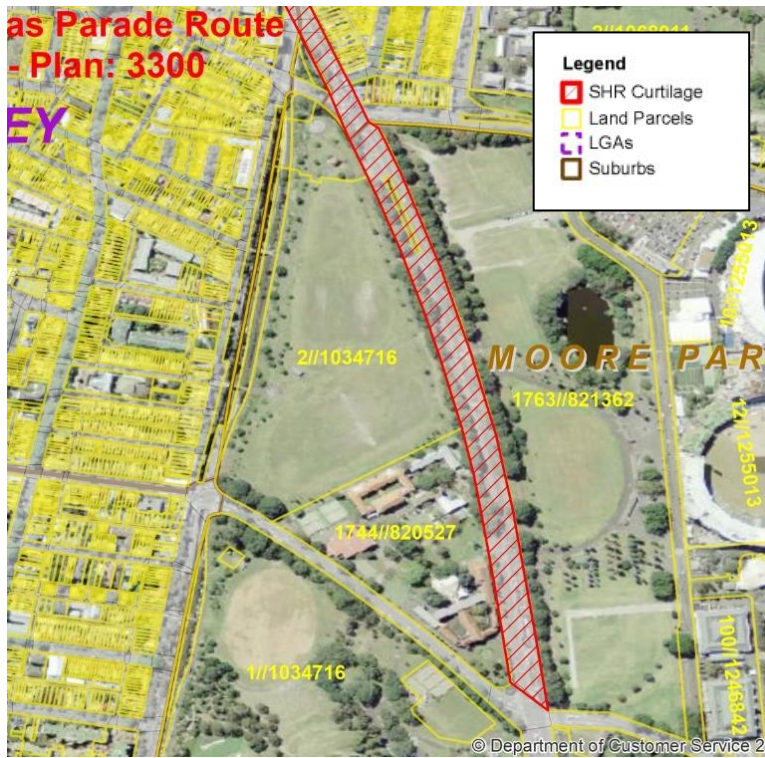 as Parade Route
- Plan: 3300
EY
Legend
SHR Curtilage
Land Parcels
LGAs
Suburbs
2//1034716
MOORE PAR
1763//821362
12//1255013
1744//820527
1//1034716
100//1246842
© Department of Customer Service 2